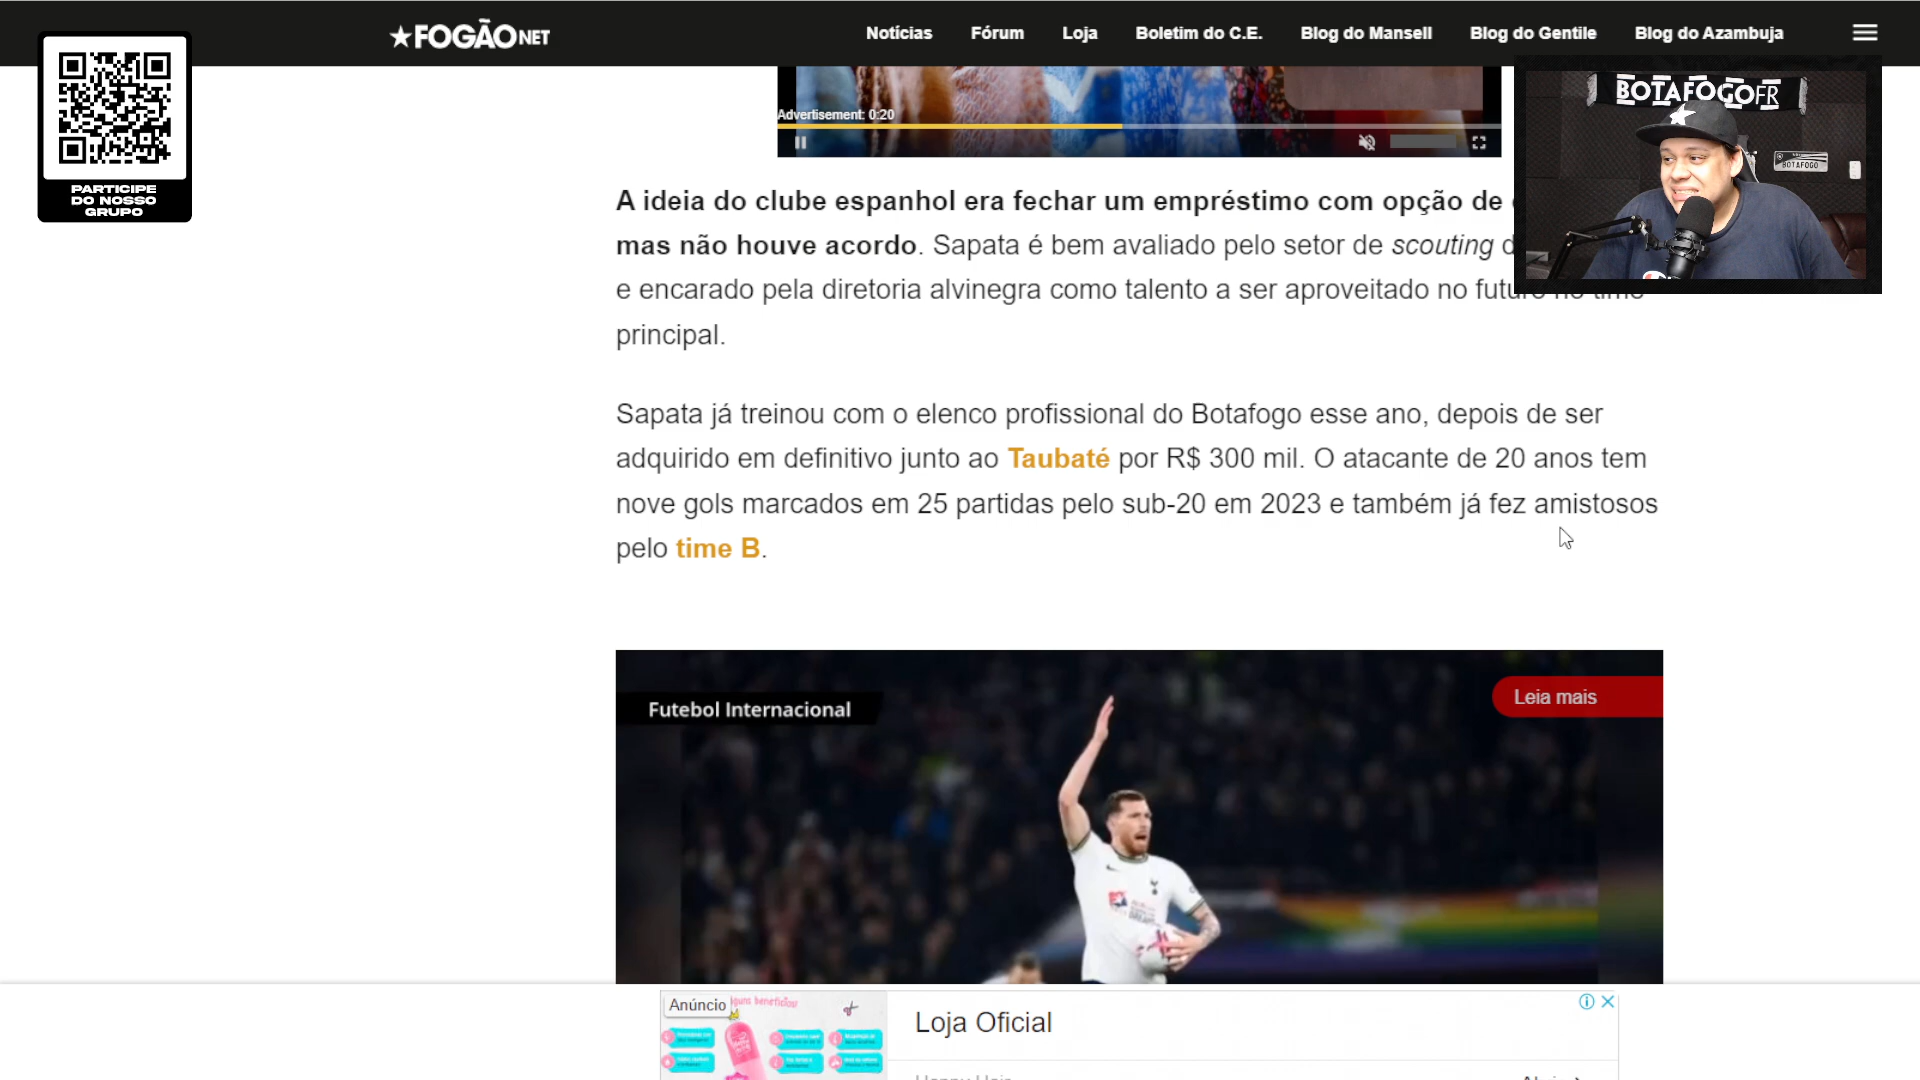 FOGÃONET
Notícias
Fórum
Loja
Boletim do C.E.
Blog do Mansell
Blog do Gentile
Blog do Azambuja
PARTICIPE
DO NOSSO
GRUPO
Advertisement: 0:20
BOTAFOGOFR
BOTAFOGO
A ideia do clube espanhol era fechar um empréstimo com opção de
mas não houve acordo. Sapata é bem avaliado pelo setor de scouting
e encarado pela diretoria alvinegra como talento a ser aproveitado no futuro no time
principal.
Sapata já treinou com o elenco profissional do Botafogo esse ano, depois de ser
adquirido em definitivo junto ao Taubaté por R$ 300 mil. O atacante de 20 anos tem
nove gols marcados em 25 partidas pelo sub-20 em 2023 e também já fez amistosos
pelo time B.
Futebol Internacional
Leia mais
Anúncio
Loja Oficial